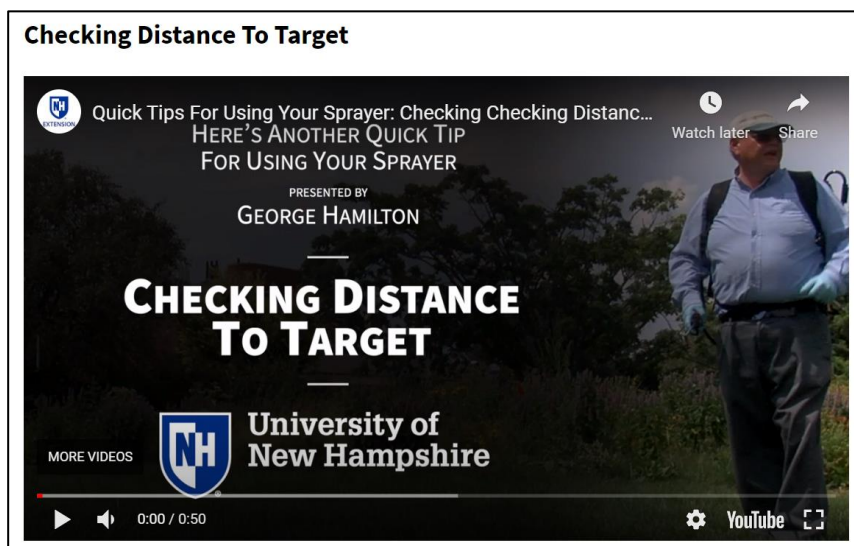 Checking Distance To Target
Quick Tips For Using Your Sprayer: Checking Checking Distanc...
Watch later
Share
EXTENSION
HERE'S ANOTHER QUICK TIP
FOR USING YOUR SPRAYER
PRESENTED BY
GEORGE HAMILTON
CHECKING DISTANCE
TO TARGET
NH
University of
New Hampshire
MORE VIDEOS
0:00 / 0:50
YouTube